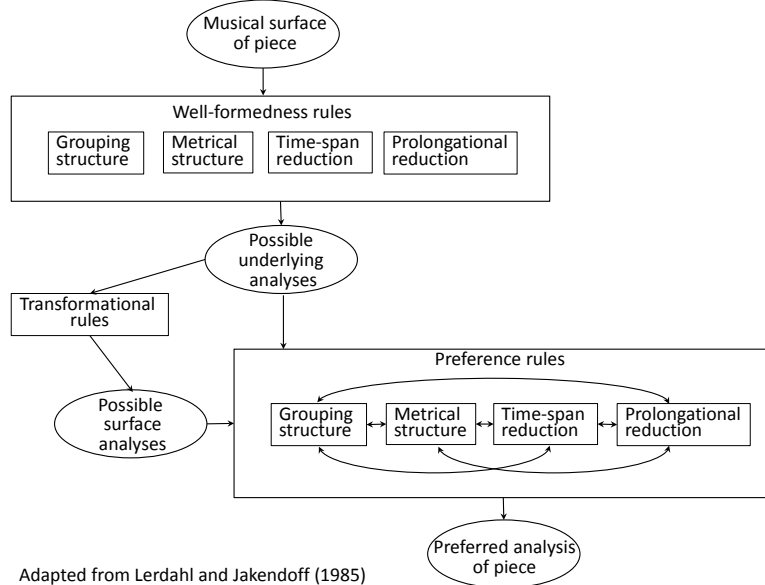 Musical surface
of piece
Well-formedness rules
Grouping
structure
Metrical
structure
Time-span
reduction
Prolongational
reduction
Possible
underlying
analyses
Transformational
rules
Possible
surface
analyses
Preference rules
Grouping
structure
Metrical
structure
Time-span
reduction
Prolongational
reduction
Preferred analysis
of piece
Adapted from Lerdahl and Jakendoff (1985)